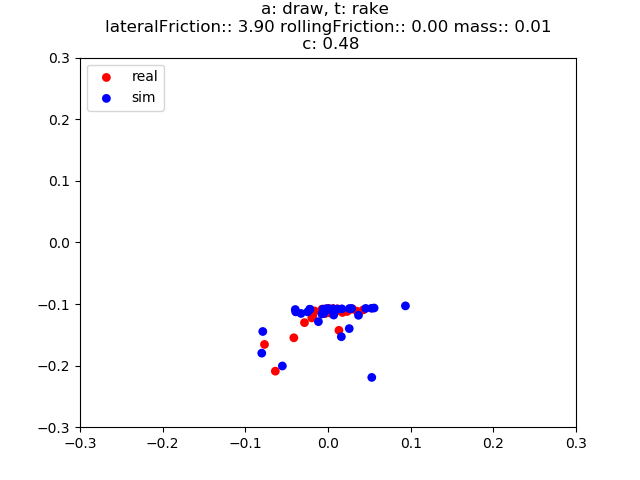 a: draw, t: rake
lateralFriction:: 3.90 rollingFriction:: 0.00 mass:: 0.01
c: 0.48
real
sim
0.3
0.2
0.1
0.0
−0.1
−0.2
−0.3
−0.3
−0.2
−0.1
0.0
0.1
0.2
0.3